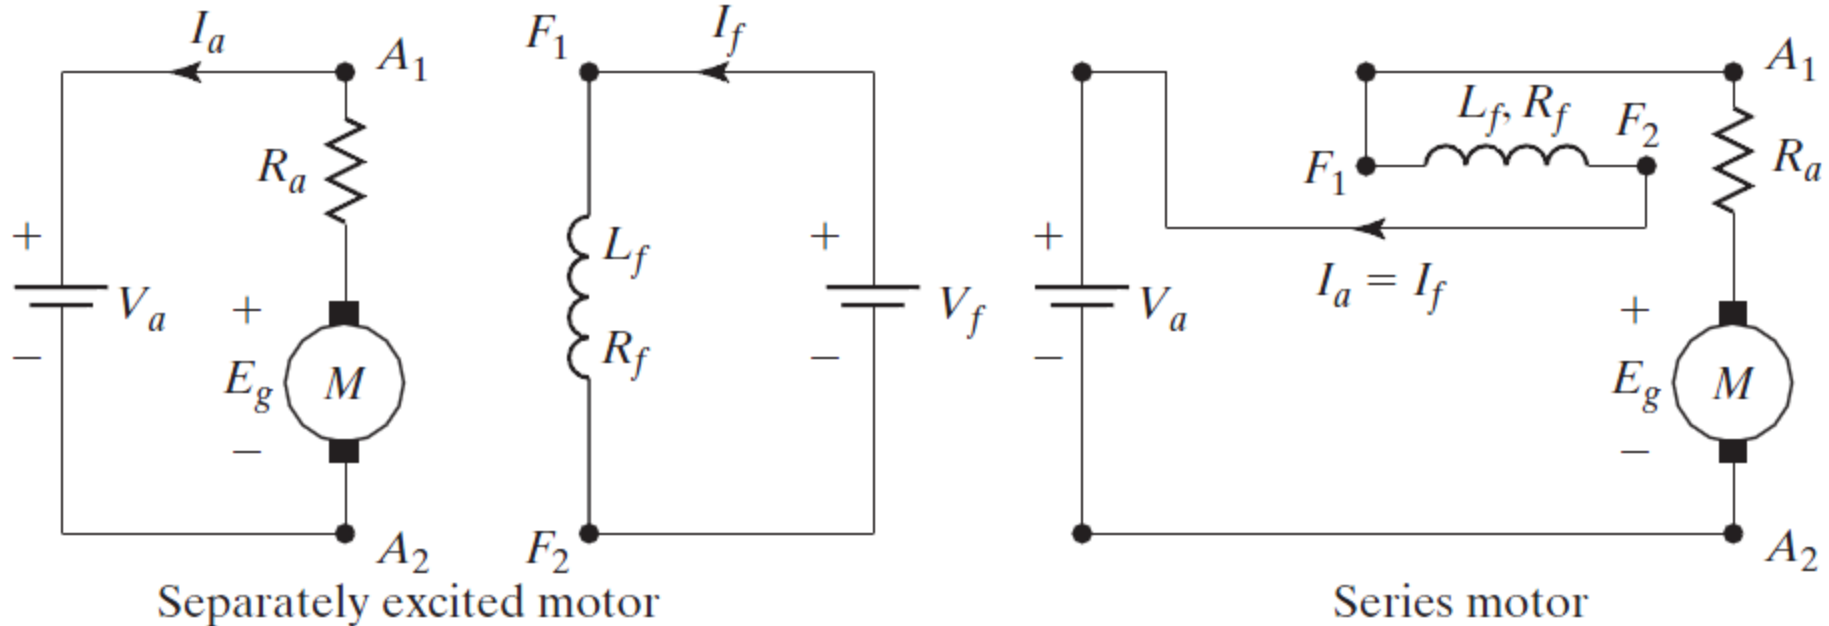 I_a
A_1
F_1
I_f
R_a
+
V_a
−
+
E_g
M
−
A_2
L_f
R_f
+
V_f
−
F_2
Separately excited motor
A_1
L_f, R_f
F_2
F_1
R_a
I_a = I_f
+
V_a
−
+
E_g
M
−
A_2
Series motor